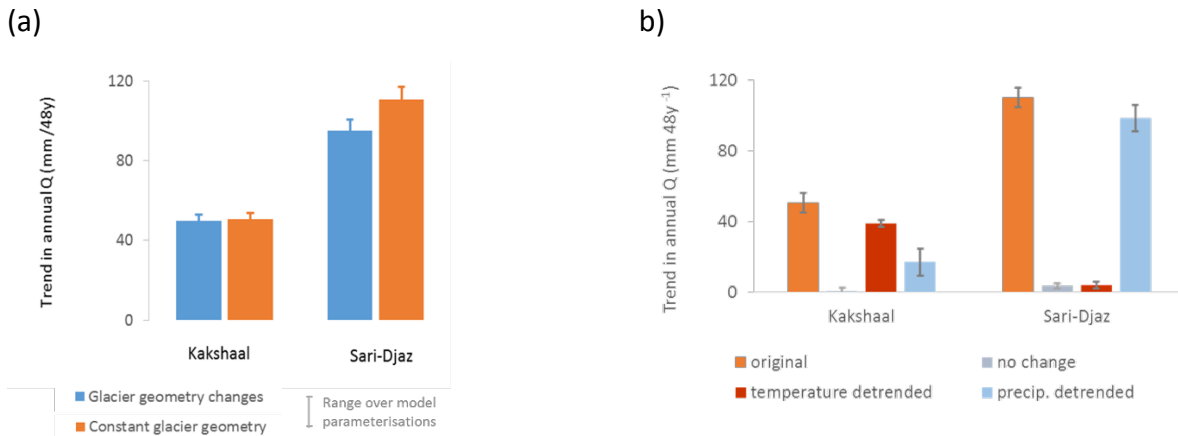 (a)
b)
Trend in annual Q (mm /48y)
120
80
40
0
Kakshaal
Sari-Djaz
Glacier geometry changes
Constant glacier geometry
Range over model
parameterisations
Trend in annual Q (mm 48y⁻¹)
120
80
40
0
Kakshaal
Sari-Djaz
original
no change
temperature detrended
precip. detrended